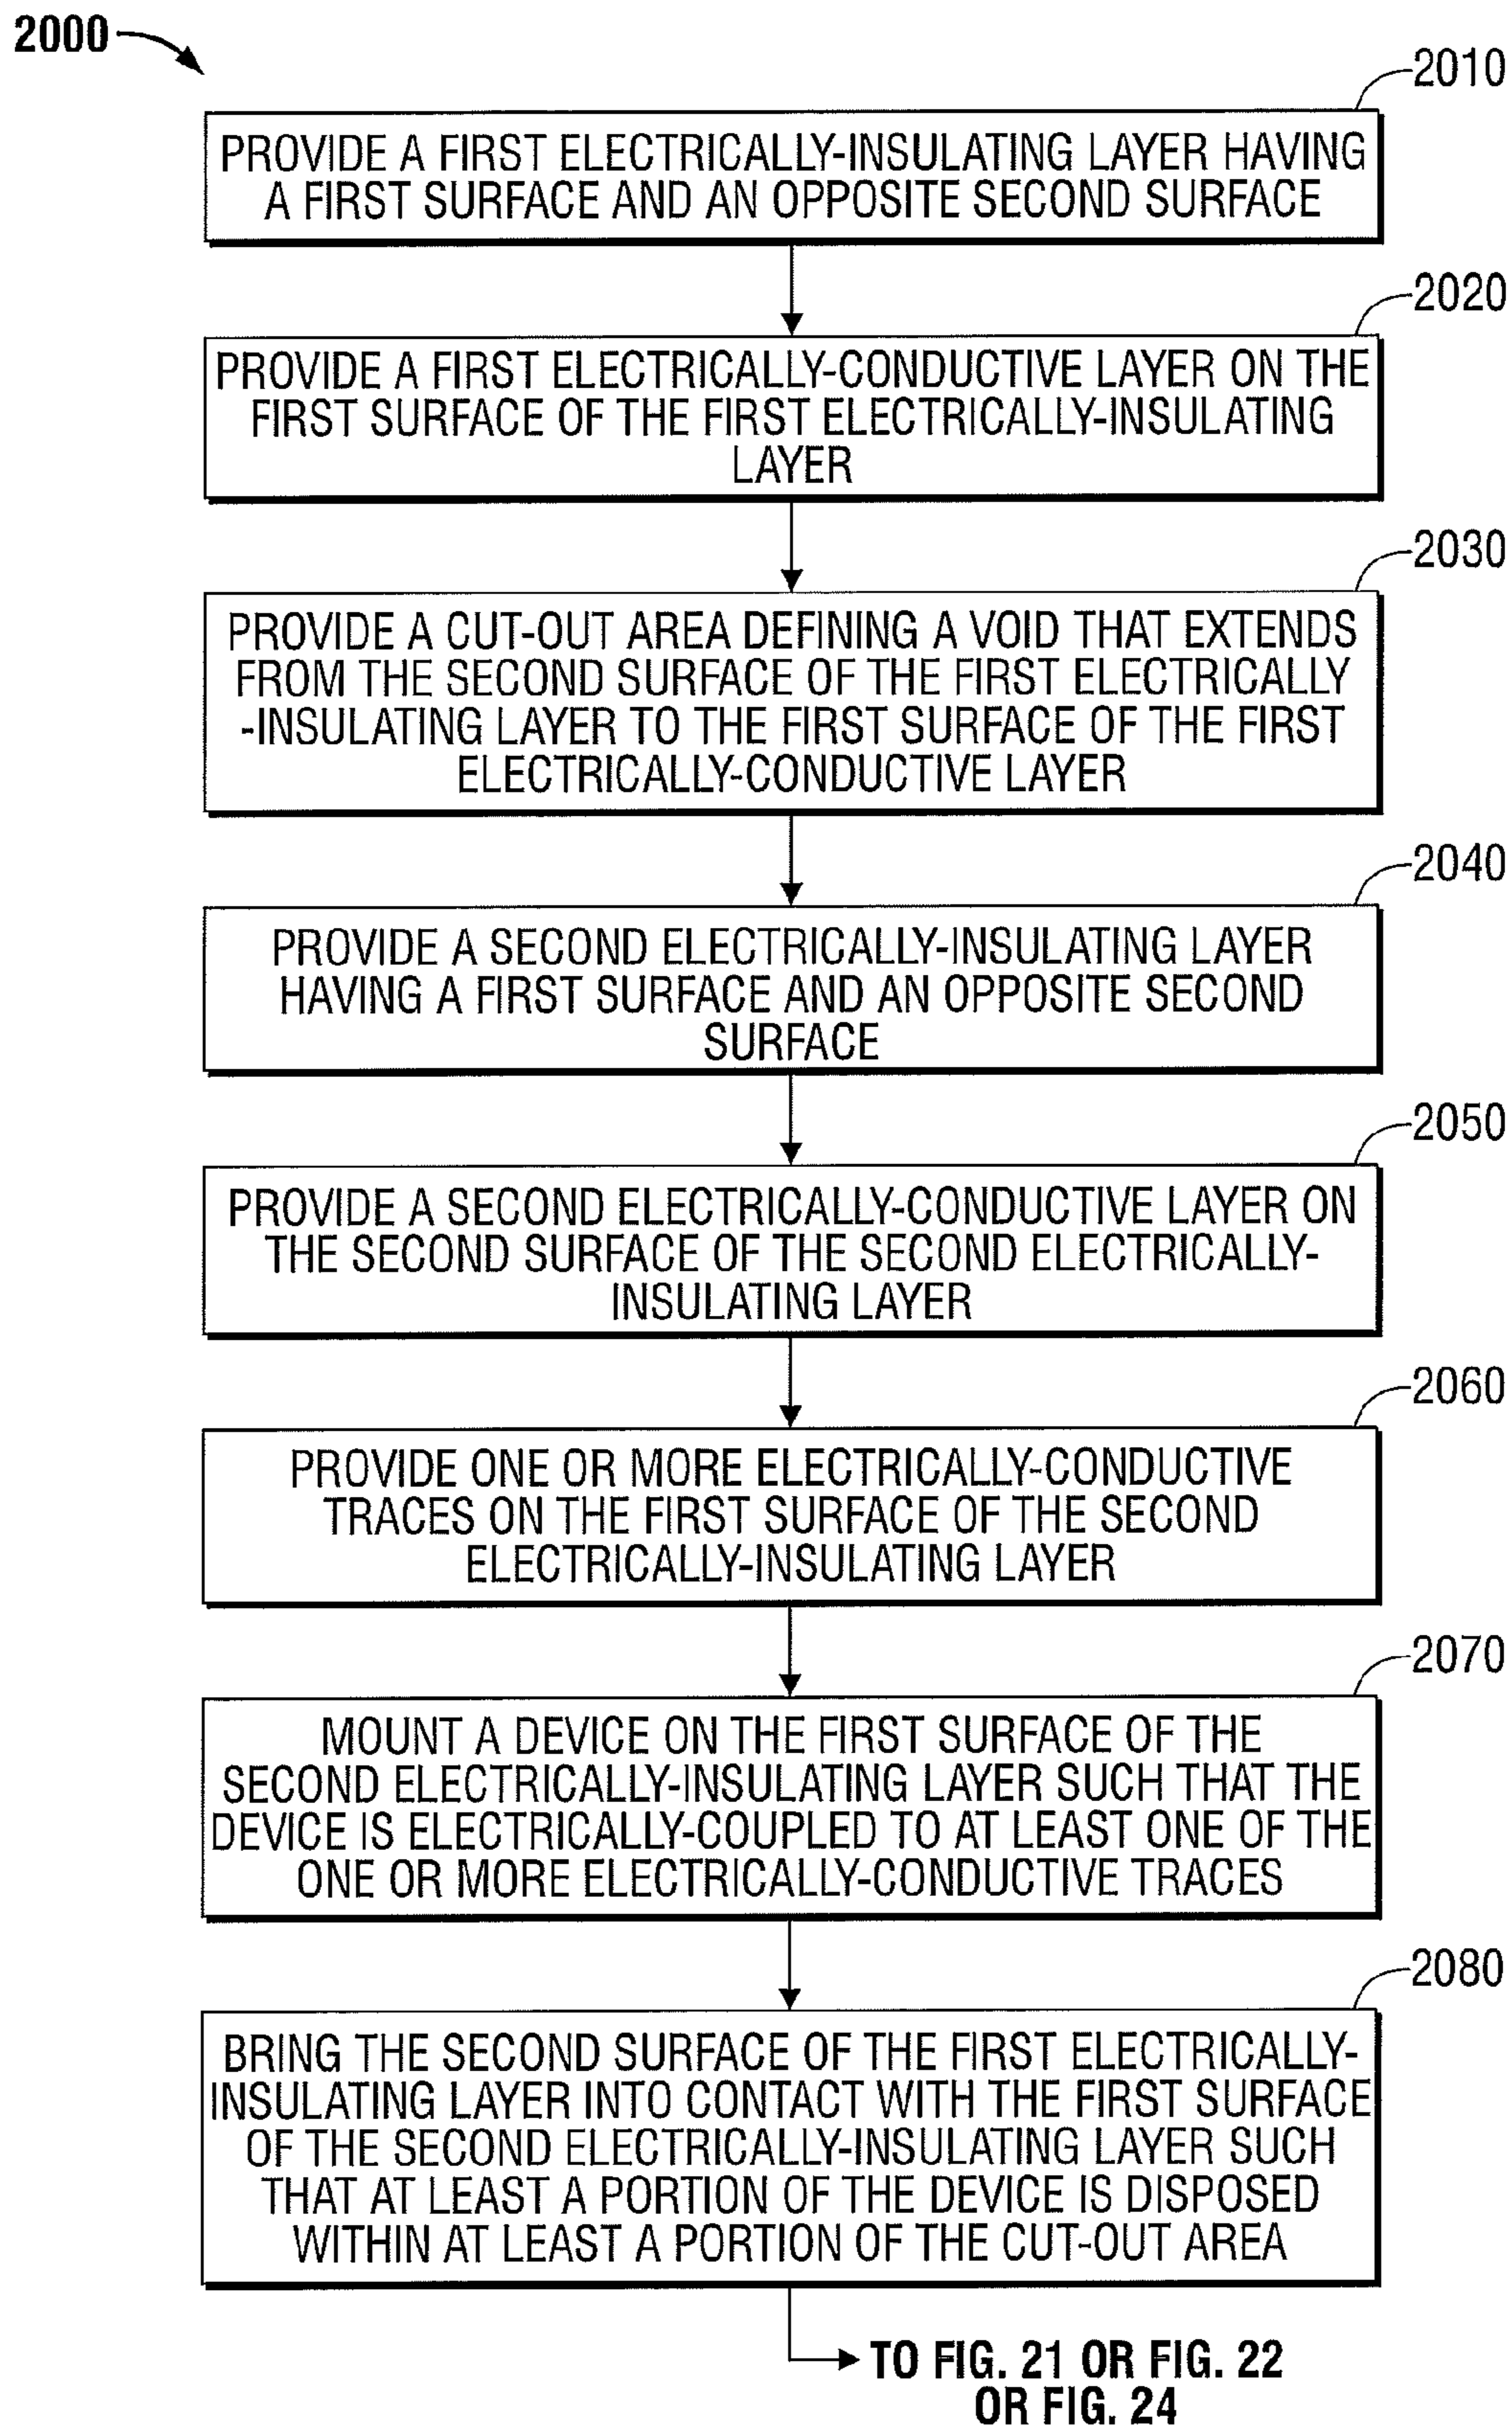 2000
2010
PROVIDE A FIRST ELECTRICALLY-INSULATING LAYER HAVING
A FIRST SURFACE AND AN OPPOSITE SECOND SURFACE
2020
PROVIDE A FIRST ELECTRICALLY-CONDUCTIVE LAYER ON THE
FIRST SURFACE OF THE FIRST ELECTRICALLY-INSULATING
LAYER
2030
PROVIDE A CUT-OUT AREA DEFINING A VOID THAT EXTENDS
FROM THE SECOND SURFACE OF THE FIRST ELECTRICALLY
-INSULATING LAYER TO THE FIRST SURFACE OF THE FIRST
ELECTRICALLY-CONDUCTIVE LAYER
2040
PROVIDE A SECOND ELECTRICALLY-INSULATING LAYER
HAVING A FIRST SURFACE AND AN OPPOSITE SECOND
SURFACE
2050
PROVIDE A SECOND ELECTRICALLY-CONDUCTIVE LAYER ON
THE SECOND SURFACE OF THE SECOND ELECTRICALLY-
INSULATING LAYER
2060
PROVIDE ONE OR MORE ELECTRICALLY-CONDUCTIVE
TRACES ON THE FIRST SURFACE OF THE SECOND
ELECTRICALLY-INSULATING LAYER
2070
MOUNT A DEVICE ON THE FIRST SURFACE OF THE
SECOND ELECTRICALLY-INSULATING LAYER SUCH THAT THE
DEVICE IS ELECTRICALLY-COUPLED TO AT LEAST ONE OF THE
ONE OR MORE ELECTRICALLY-CONDUCTIVE TRACES
2080
BRING THE SECOND SURFACE OF THE FIRST ELECTRICALLY-
INSULATING LAYER INTO CONTACT WITH THE FIRST SURFACE
OF THE SECOND ELECTRICALLY-INSULATING LAYER SUCH
THAT AT LEAST A PORTION OF THE DEVICE IS DISPOSED
WITHIN AT LEAST A PORTION OF THE CUT-OUT AREA
TO FIG. 21 OR FIG. 22
OR FIG. 24